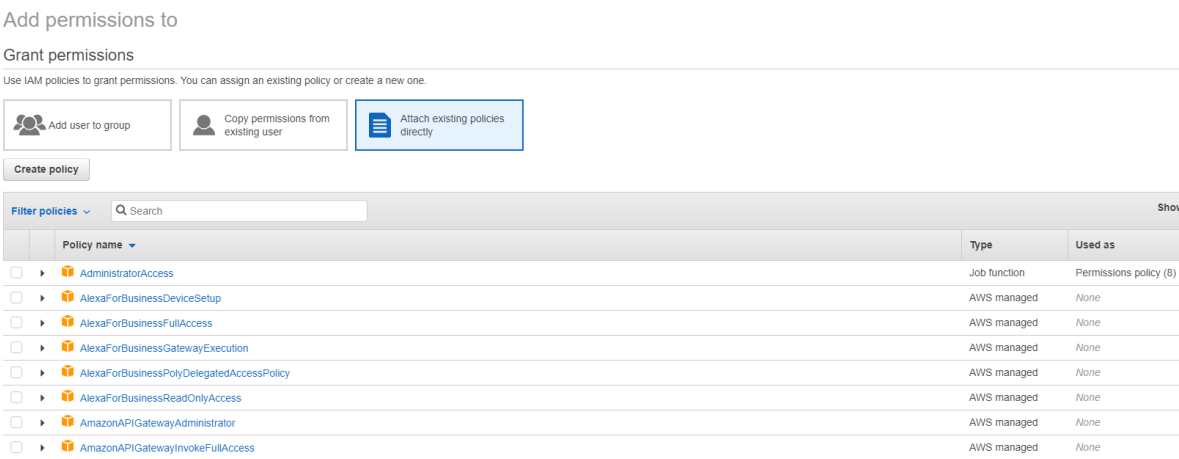 Add permissions to
Grant permissions
Use IAM policies to grant permissions. You can assign an existing policy or create a new one.
Add user to group
Copy permissions from
existing user
Attach existing policies
directly
Create policy
Filter policies Search Show
Policy name Type Used as
AdministratorAccess Job function Permissions policy (8)
AlexaForBusinessDeviceSetup AWS managed None
AlexaForBusinessFullAccess AWS managed None
AlexaForBusinessGatewayExecution AWS managed None
AlexaForBusinessPolyDelegatedAccessPolicy AWS managed None
AlexaForBusinessReadOnlyAccess AWS managed None
AmazonAPIGatewayAdministrator AWS managed None
AmazonAPIGatewayInvokeFullAccess AWS managed None